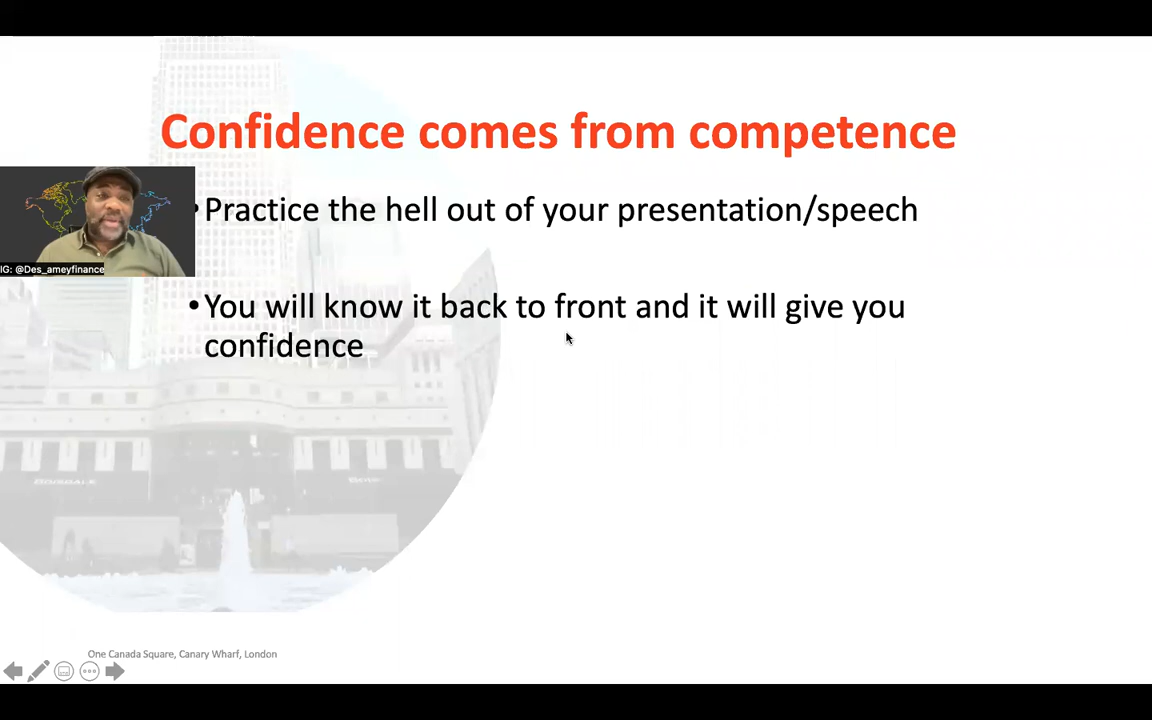 Confidence comes from competence
• Practice the hell out of your presentation/speech
IG: @Des_ameyfinance
• You will know it back to front and it will give you
confidence
BOISDALE
One Canada Square, Canary Wharf, London